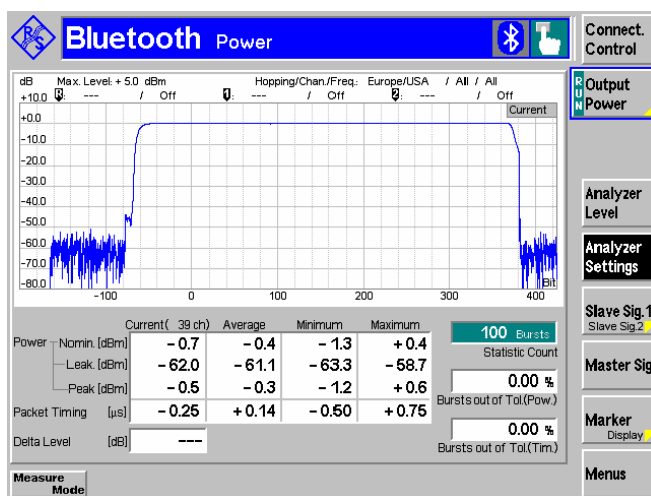 R S
Bluetooth Power
Connect. Control
dB Max. Level: + 5.0 dBm Hopping/Chan./Freq.: Europe/USA / All / All
+10.0 R: --- / Off 1: --- / Off 2: --- / Off
RUN Output Power
Current
+0.0
-10.0
-20.0
-30.0
-40.0
-50.0
-60.0
-70.0
-80.0
-100 0 100 200 300 400 Bit
Analyzer Level
Analyzer Settings
Slave Sig.1
Slave Sig.2
Master Sig
Marker
Display
Menus
Current( 39 ch) Average Minimum Maximum
Power Nomin. [dBm] - 0.7 - 0.4 - 1.3 + 0.4
Leak. [dBm] - 62.0 - 61.1 - 63.3 - 58.7
Peak [dBm] - 0.5 - 0.3 - 1.2 + 0.6
Packet Timing [µs] - 0.25 + 0.14 - 0.50 + 0.75
Delta Level [dB] ---
100 Bursts
Statistic Count
0.00 %
Bursts out of Tol.(Pow.)
0.00 %
Bursts out of Tol.(Tim.)
Measure Mode